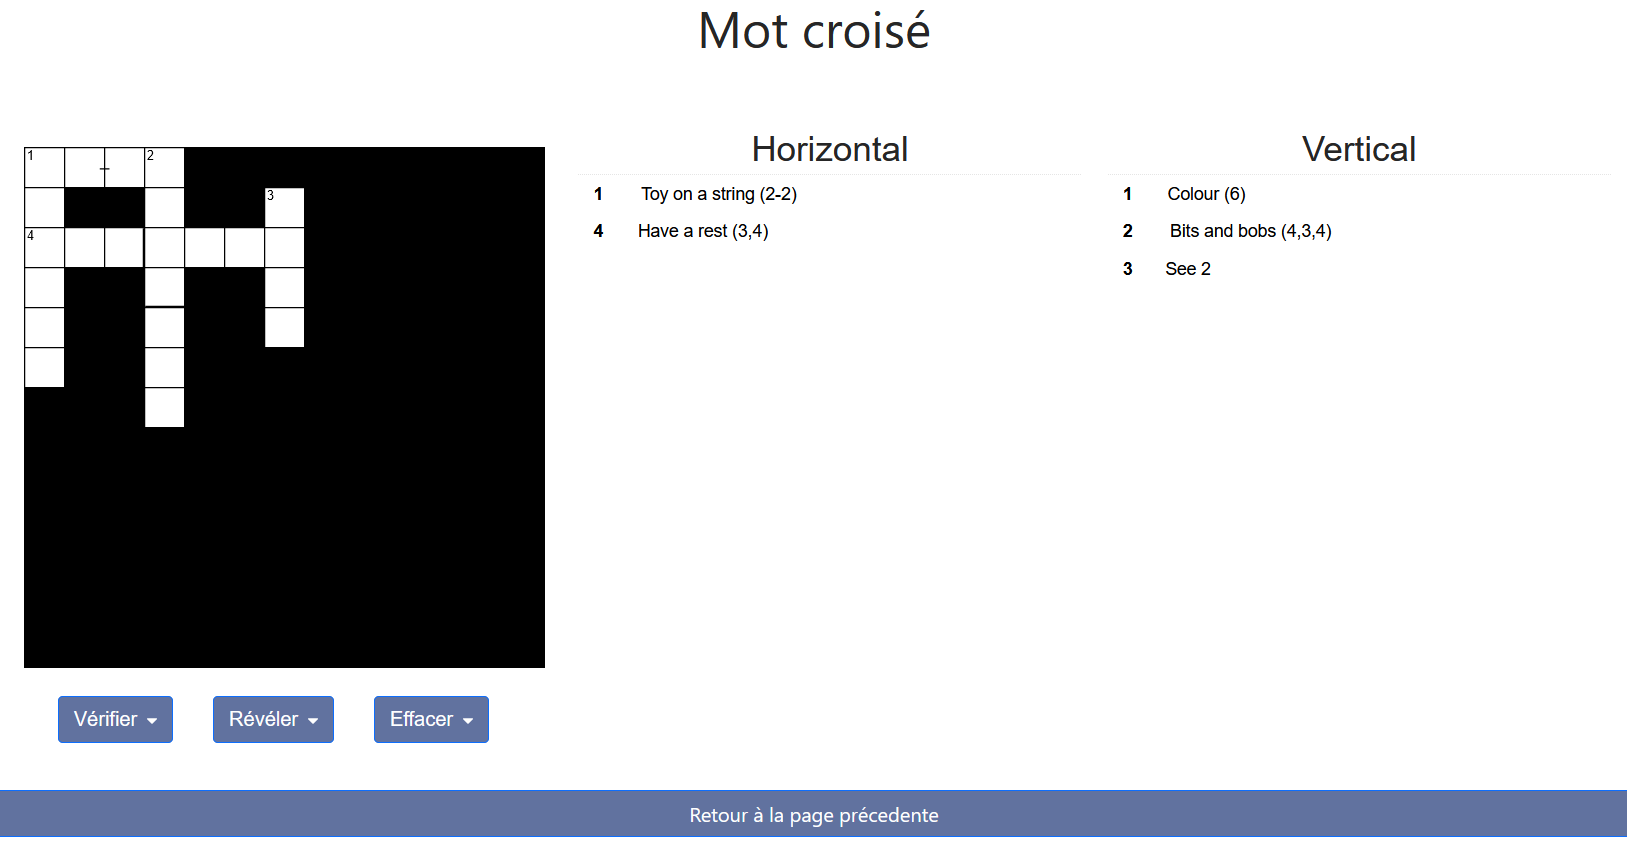 Mot croisé
1 2
3
4
Horizontal
1 Toy on a string (2-2)
4 Have a rest (3,4)
Vertical
1 Colour (6)
2 Bits and bobs (4,3,4)
3 See 2
Vérifier
Révéler
Effacer
Retour à la page précedente